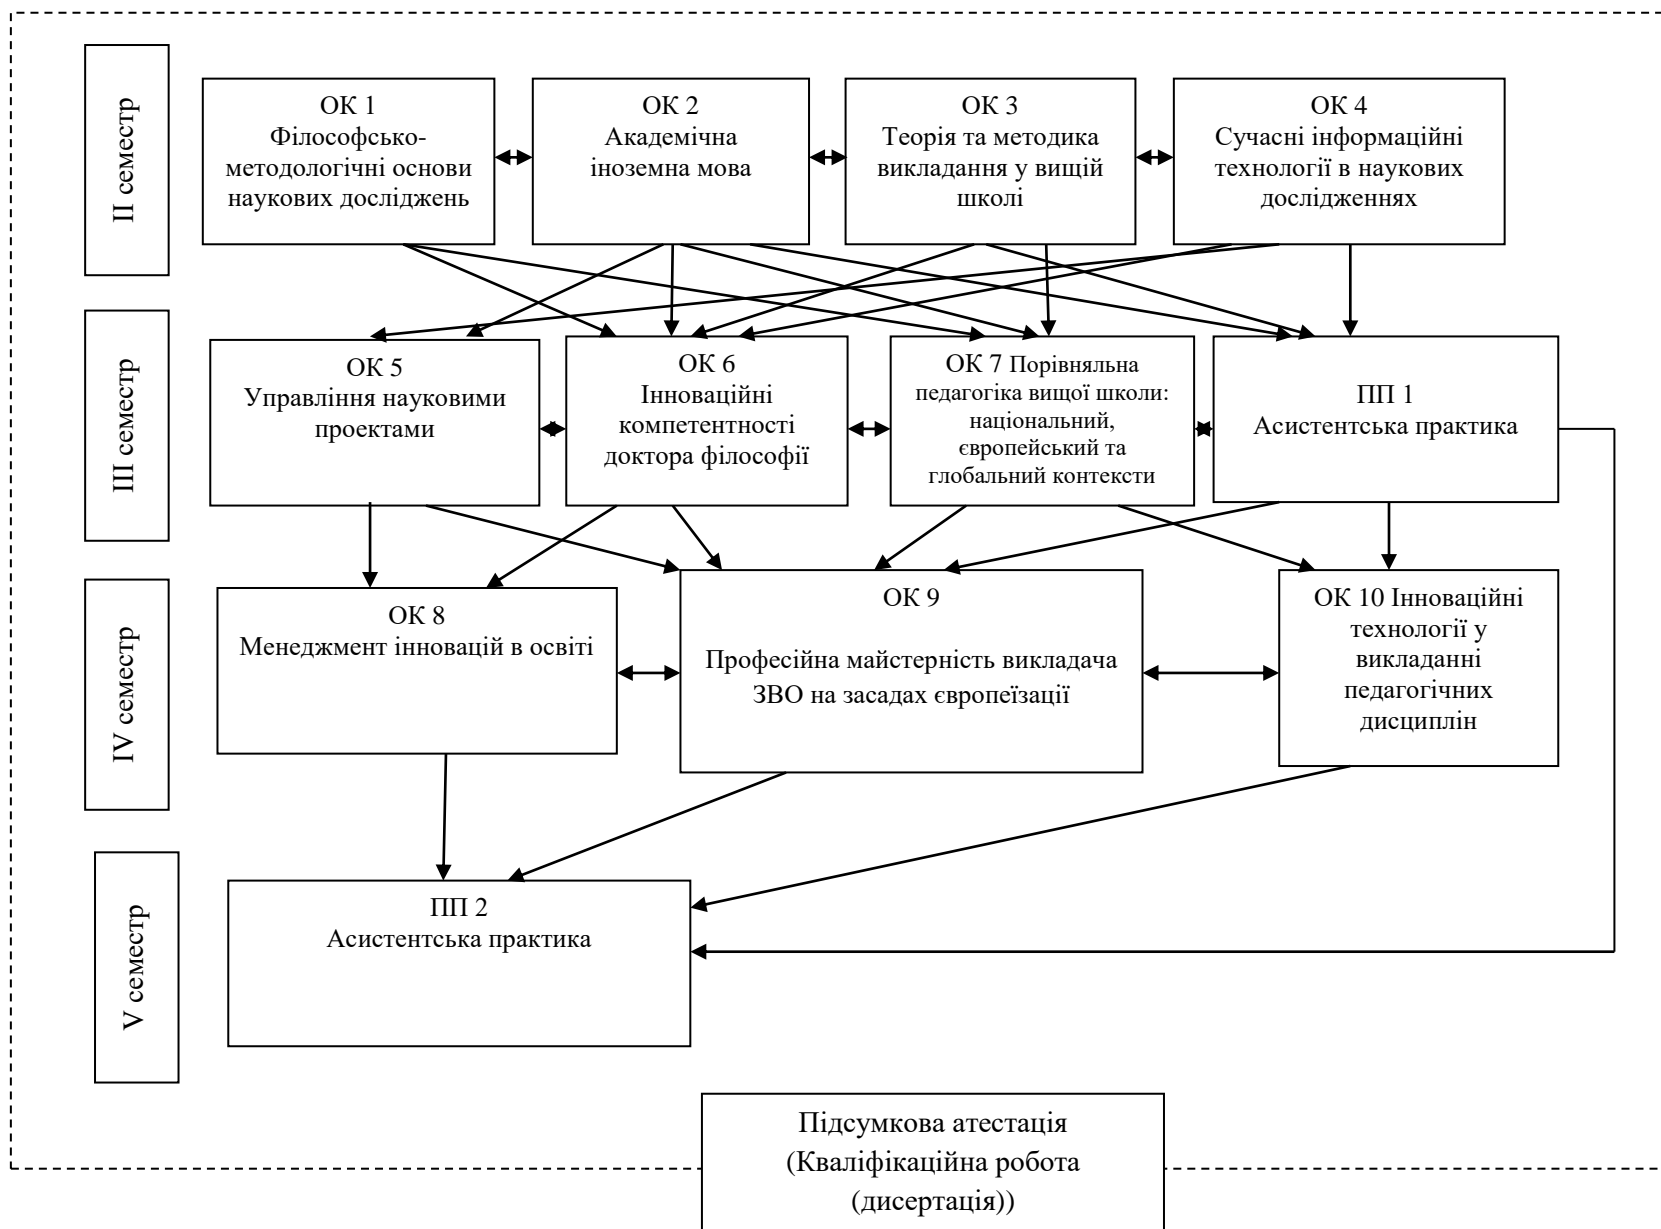 II семестр
ОК 1
Філософсько-
методологічні основи
наукових досліджень
ОК 2
Академічна
іноземна мова
ОК 3
Теорія та методика
викладання у вищій
школі
ОК 4
Сучасні інформаційні
технології в наукових
дослідженнях
III семестр
ОК 5
Управління науковими
проектами
ОК 6
Інноваційні
компетентності
доктора філософії
ОК 7 Порівняльна
педагогіка вищої школи:
національний,
європейський та
глобальний контексти
ПП 1
Асистентська практика
IV семестр
ОК 8
Менеджмент інновацій в освіті
ОК 9
Професійна майстерність викладача
ЗВО на засадах європеїзації
ОК 10 Інноваційні
технології у
викладанні
педагогічних
дисциплін
V семестр
ПП 2
Асистентська практика
Підсумкова атестація
(Кваліфікаційна робота
(дисертація))